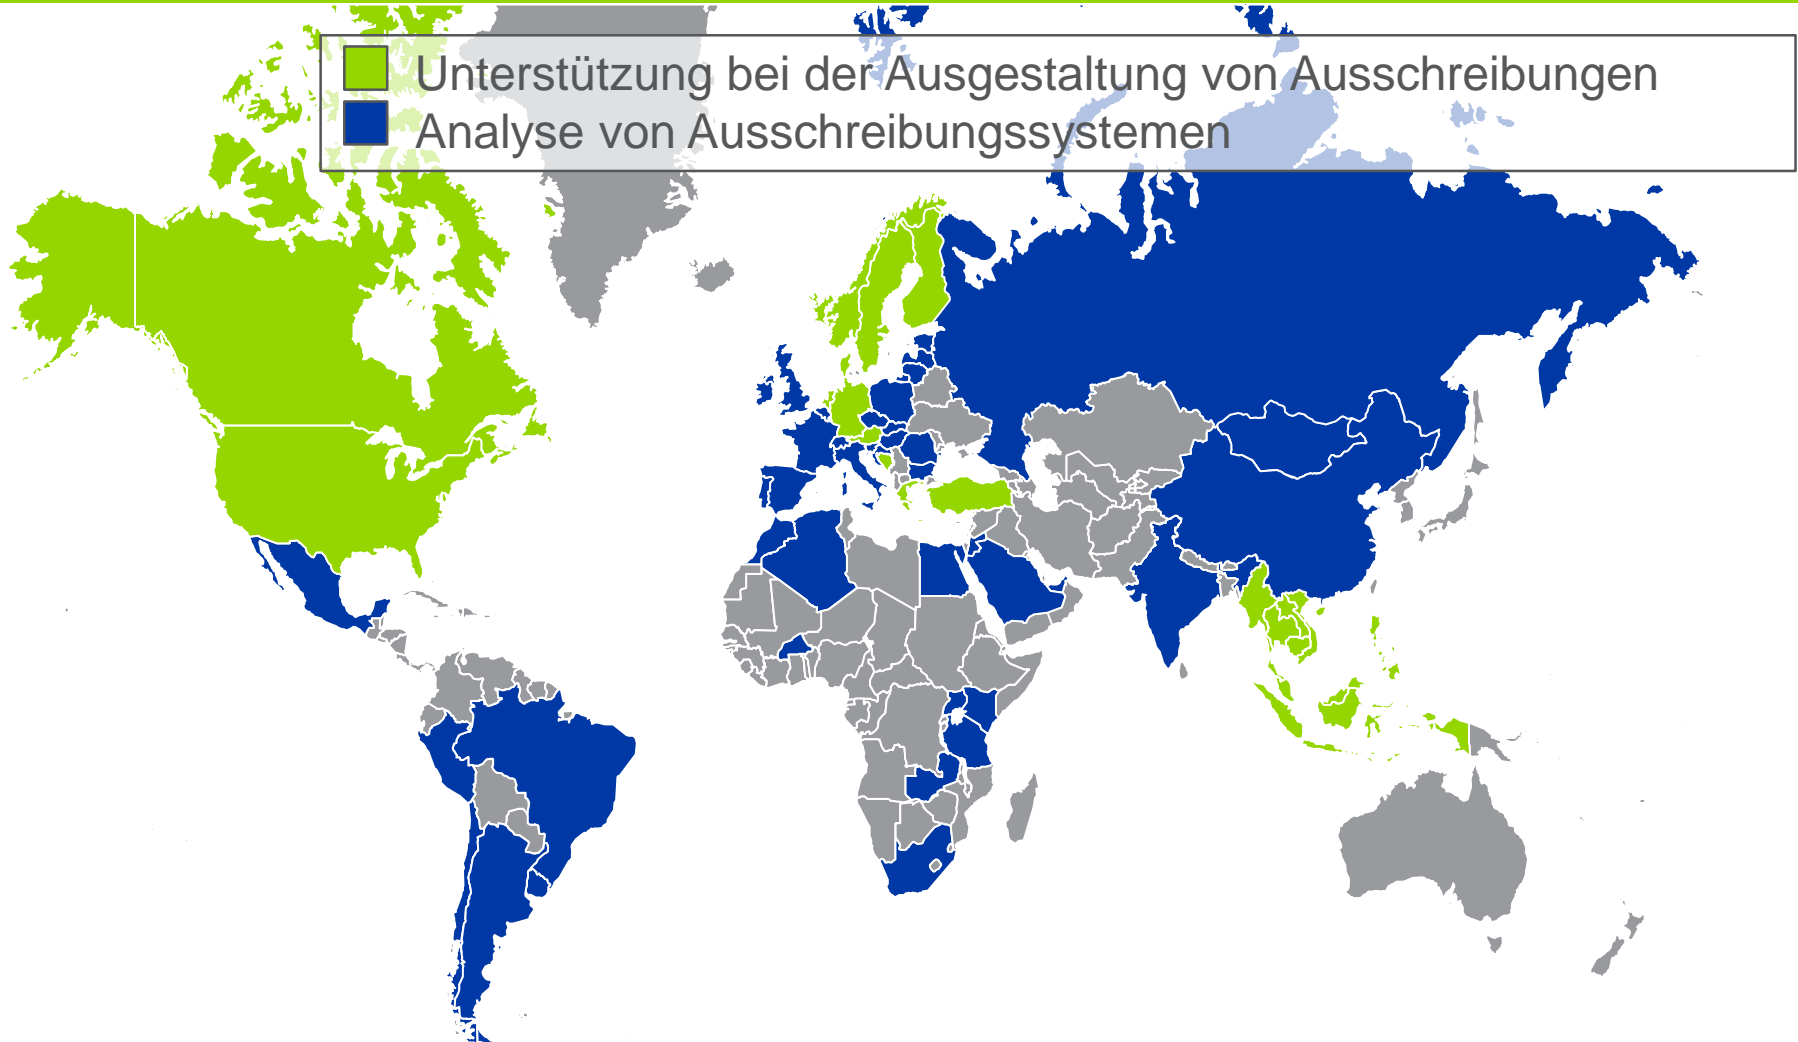 Unterstützung bei der Ausgestaltung von Ausschreibungen
Analyse von Ausschreibungssystemen